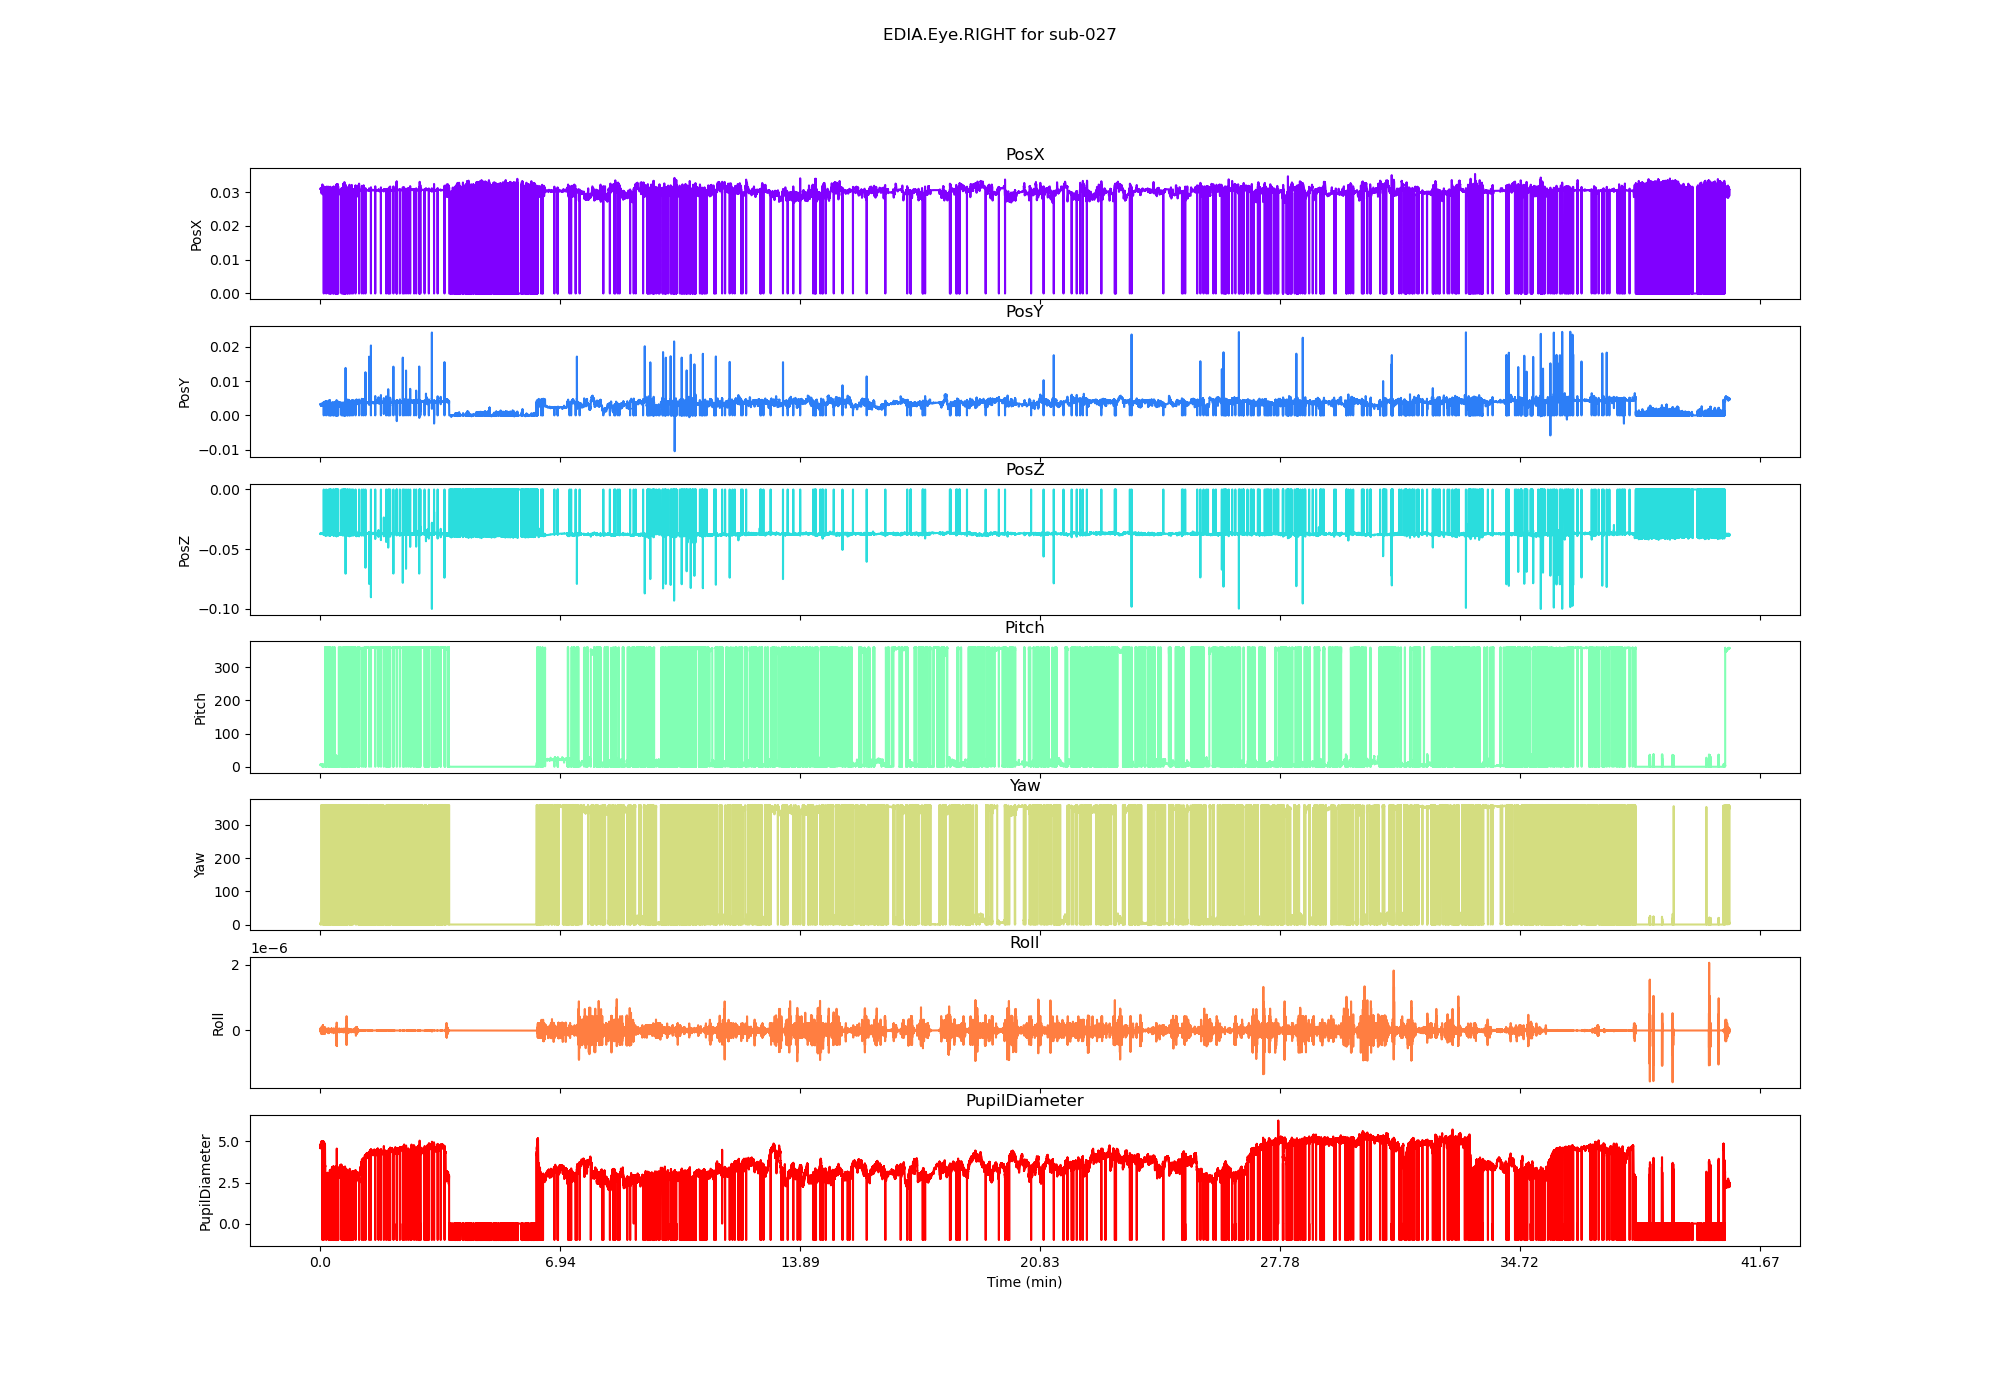 EDIA.Eye.RIGHT for sub-027
PosX
PosX
0.03
0.02
0.01
0.00
PosY
PosY
0.02
0.01
0.00
−0.01
PosZ
PosZ
0.00
−0.05
−0.10
Pitch
Pitch
300
200
100
0
Yaw
Yaw
300
200
100
0
1e−6
Roll
Roll
2
0
PupilDiameter
PupilDiameter
5.0
2.5
0.0
0.0 6.94 13.89 20.83 27.78 34.72 41.67
Time (min)